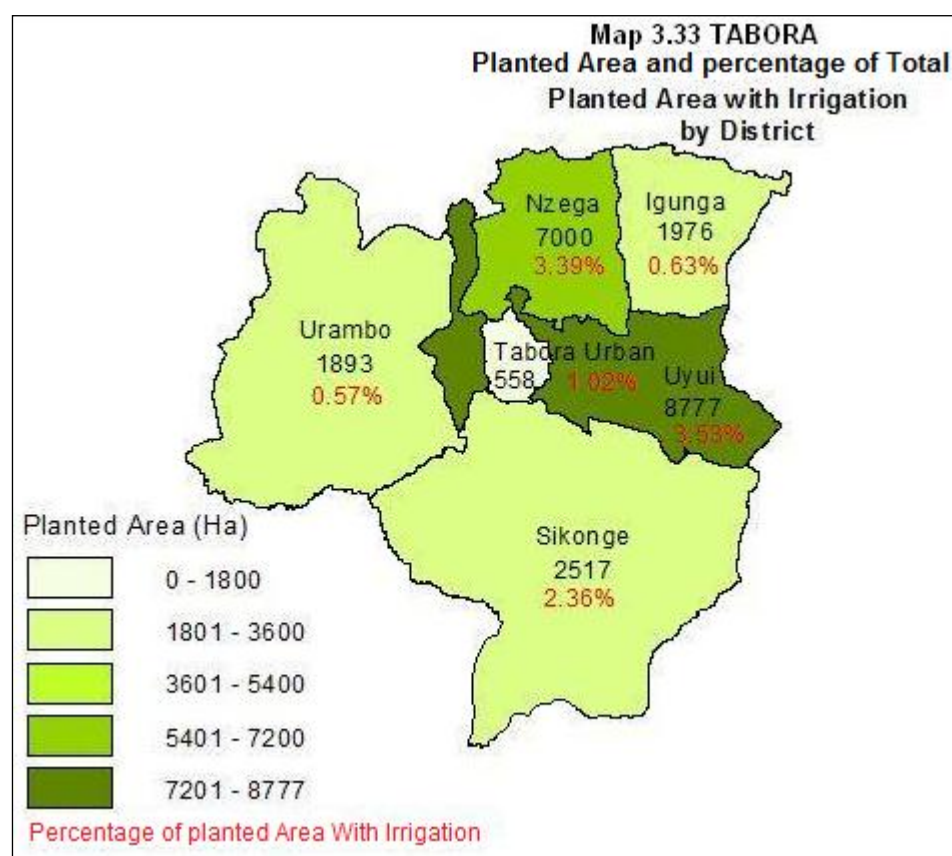 Map 3.33 TABORA
Planted Area and percentage of Total
Planted Area with Irrigation
by District
Nzega
7000
3.39%
Igunga
1976
0.63%
Urambo
1893
0.57%
Tabora Urban
558
1.02%
Uyui
8777
3.53%
Sikonge
2517
2.36%
Planted Area (Ha)
0 - 1800
1801 - 3600
3601 - 5400
5401 - 7200
7201 - 8777
Percentage of planted Area With Irrigation